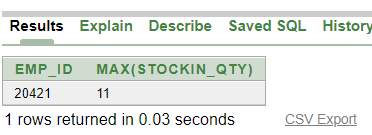 Results Explain Describe Saved SQL History
EMP_ID MAX(STOCKIN_QTY)
20421 11
1 rows returned in 0.03 seconds CSV Export